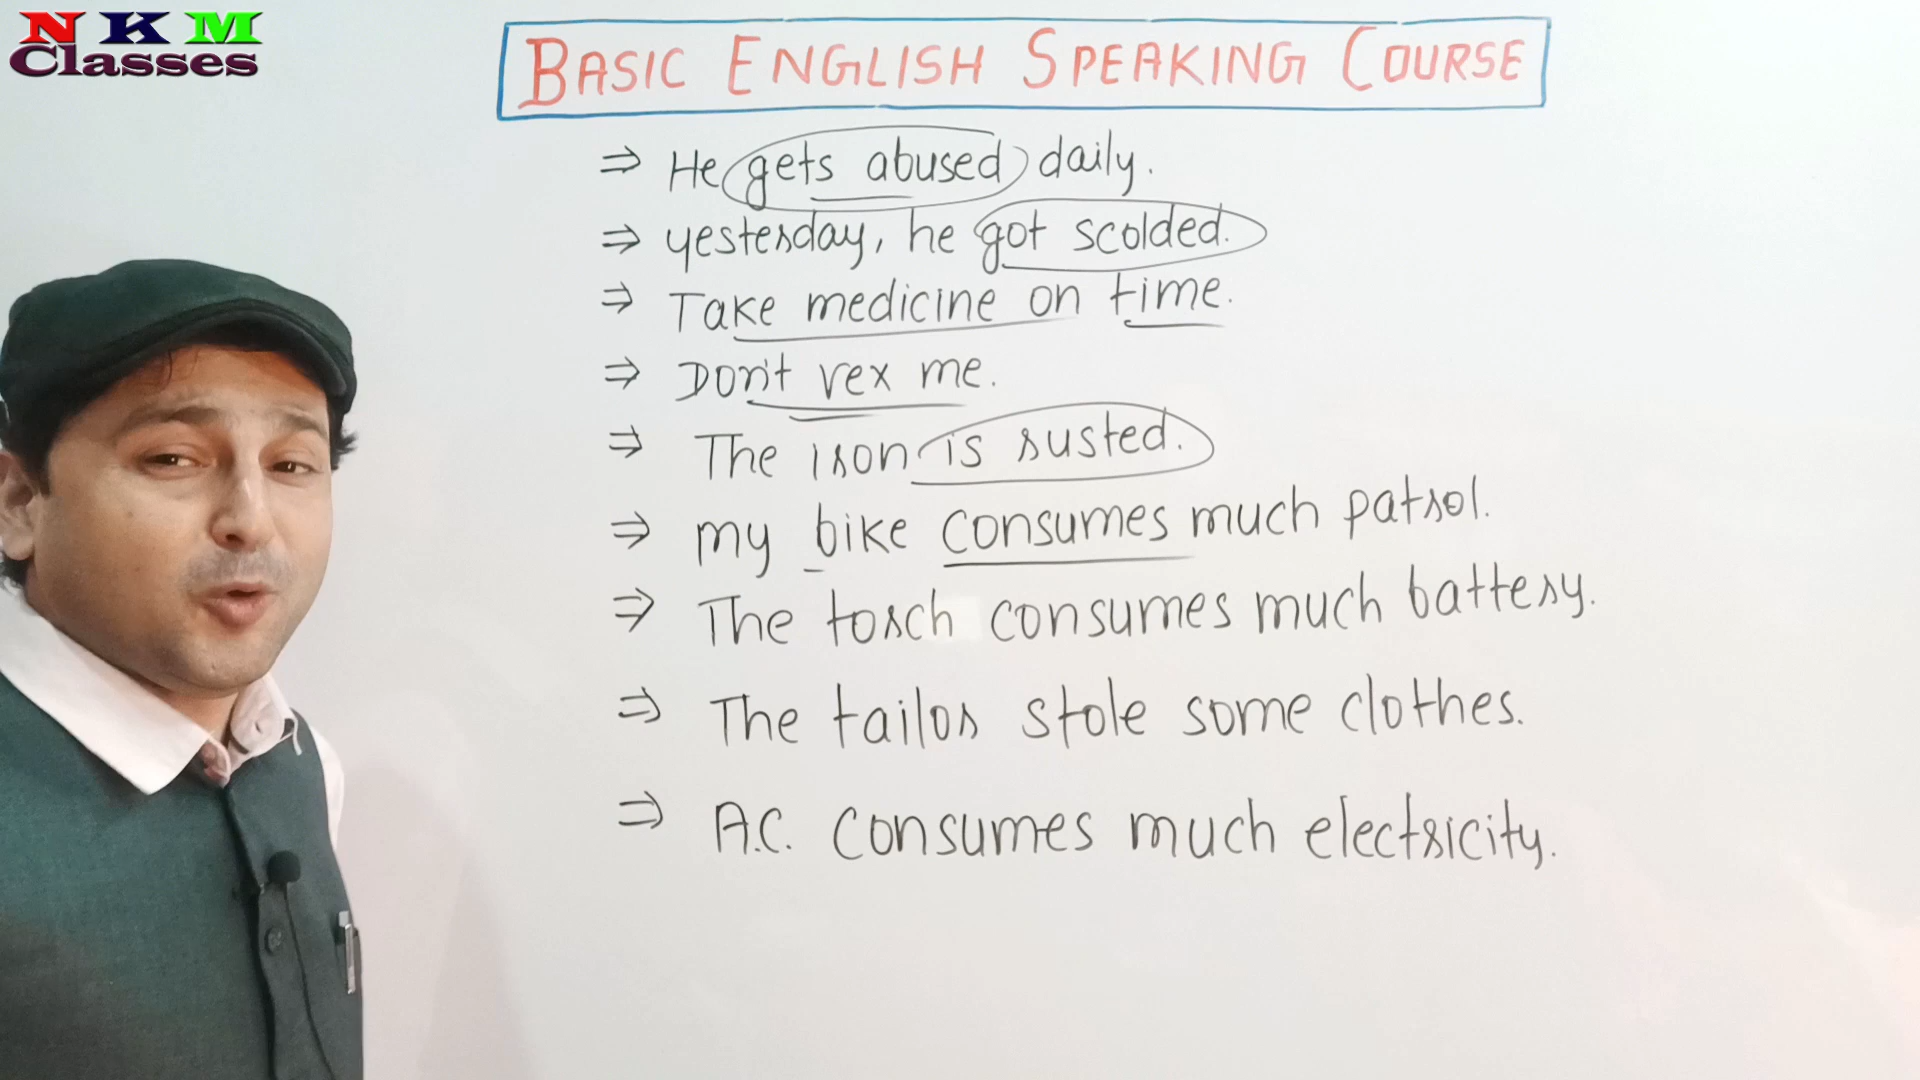 NKM
Classes
BASIC ENGLISH SPEAKING COURSE
⇒ He gets abused daily.
⇒ yesterday, he got scolded.
⇒ Take medicine on time.
⇒ Don't vex me.
⇒ The iron is rusted.
⇒ my bike consumes much patrol.
⇒ The torch consumes much battery.
⇒ The tailor stole some clothes.
⇒ A.C. consumes much electricity.